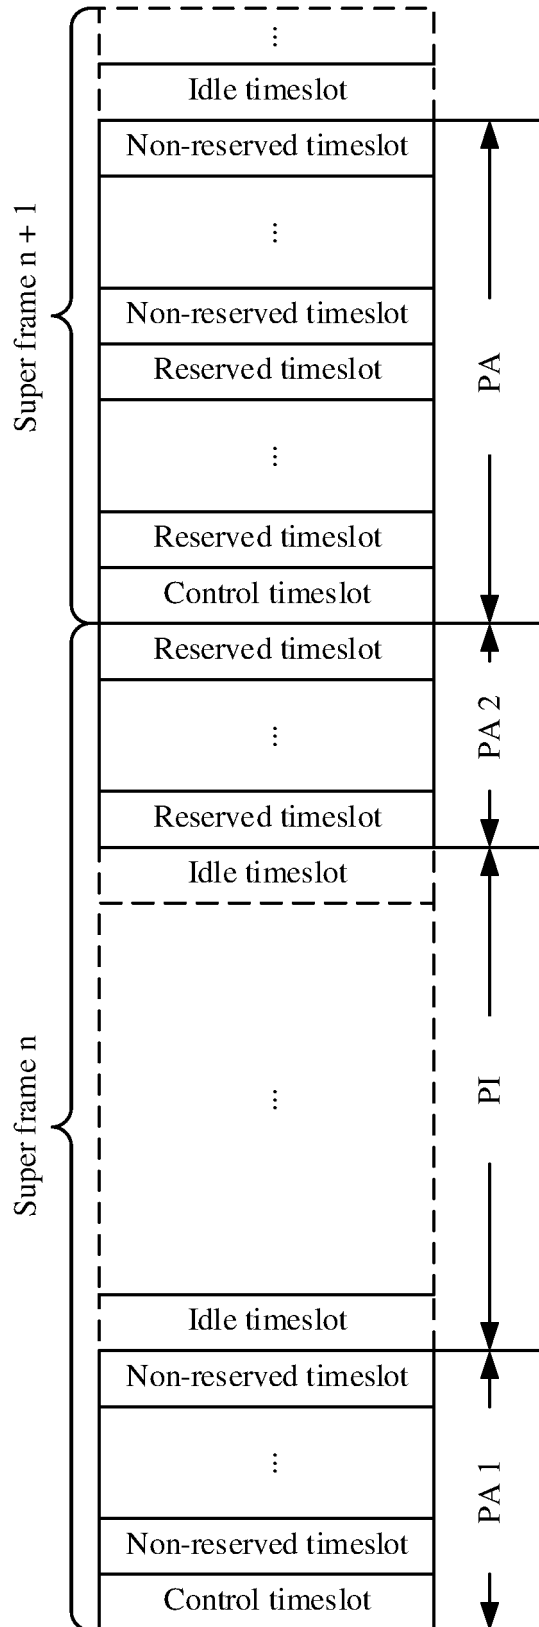 ⋮
Idle timeslot
Non-reserved timeslot
⋮
Non-reserved timeslot
Reserved timeslot
⋮
Reserved timeslot
Control timeslot
Super frame n + 1
PA
Reserved timeslot
⋮
Reserved timeslot
PA 2
Idle timeslot
⋮
Idle timeslot
PI
Super frame n
Non-reserved timeslot
⋮
Non-reserved timeslot
Control timeslot
PA 1